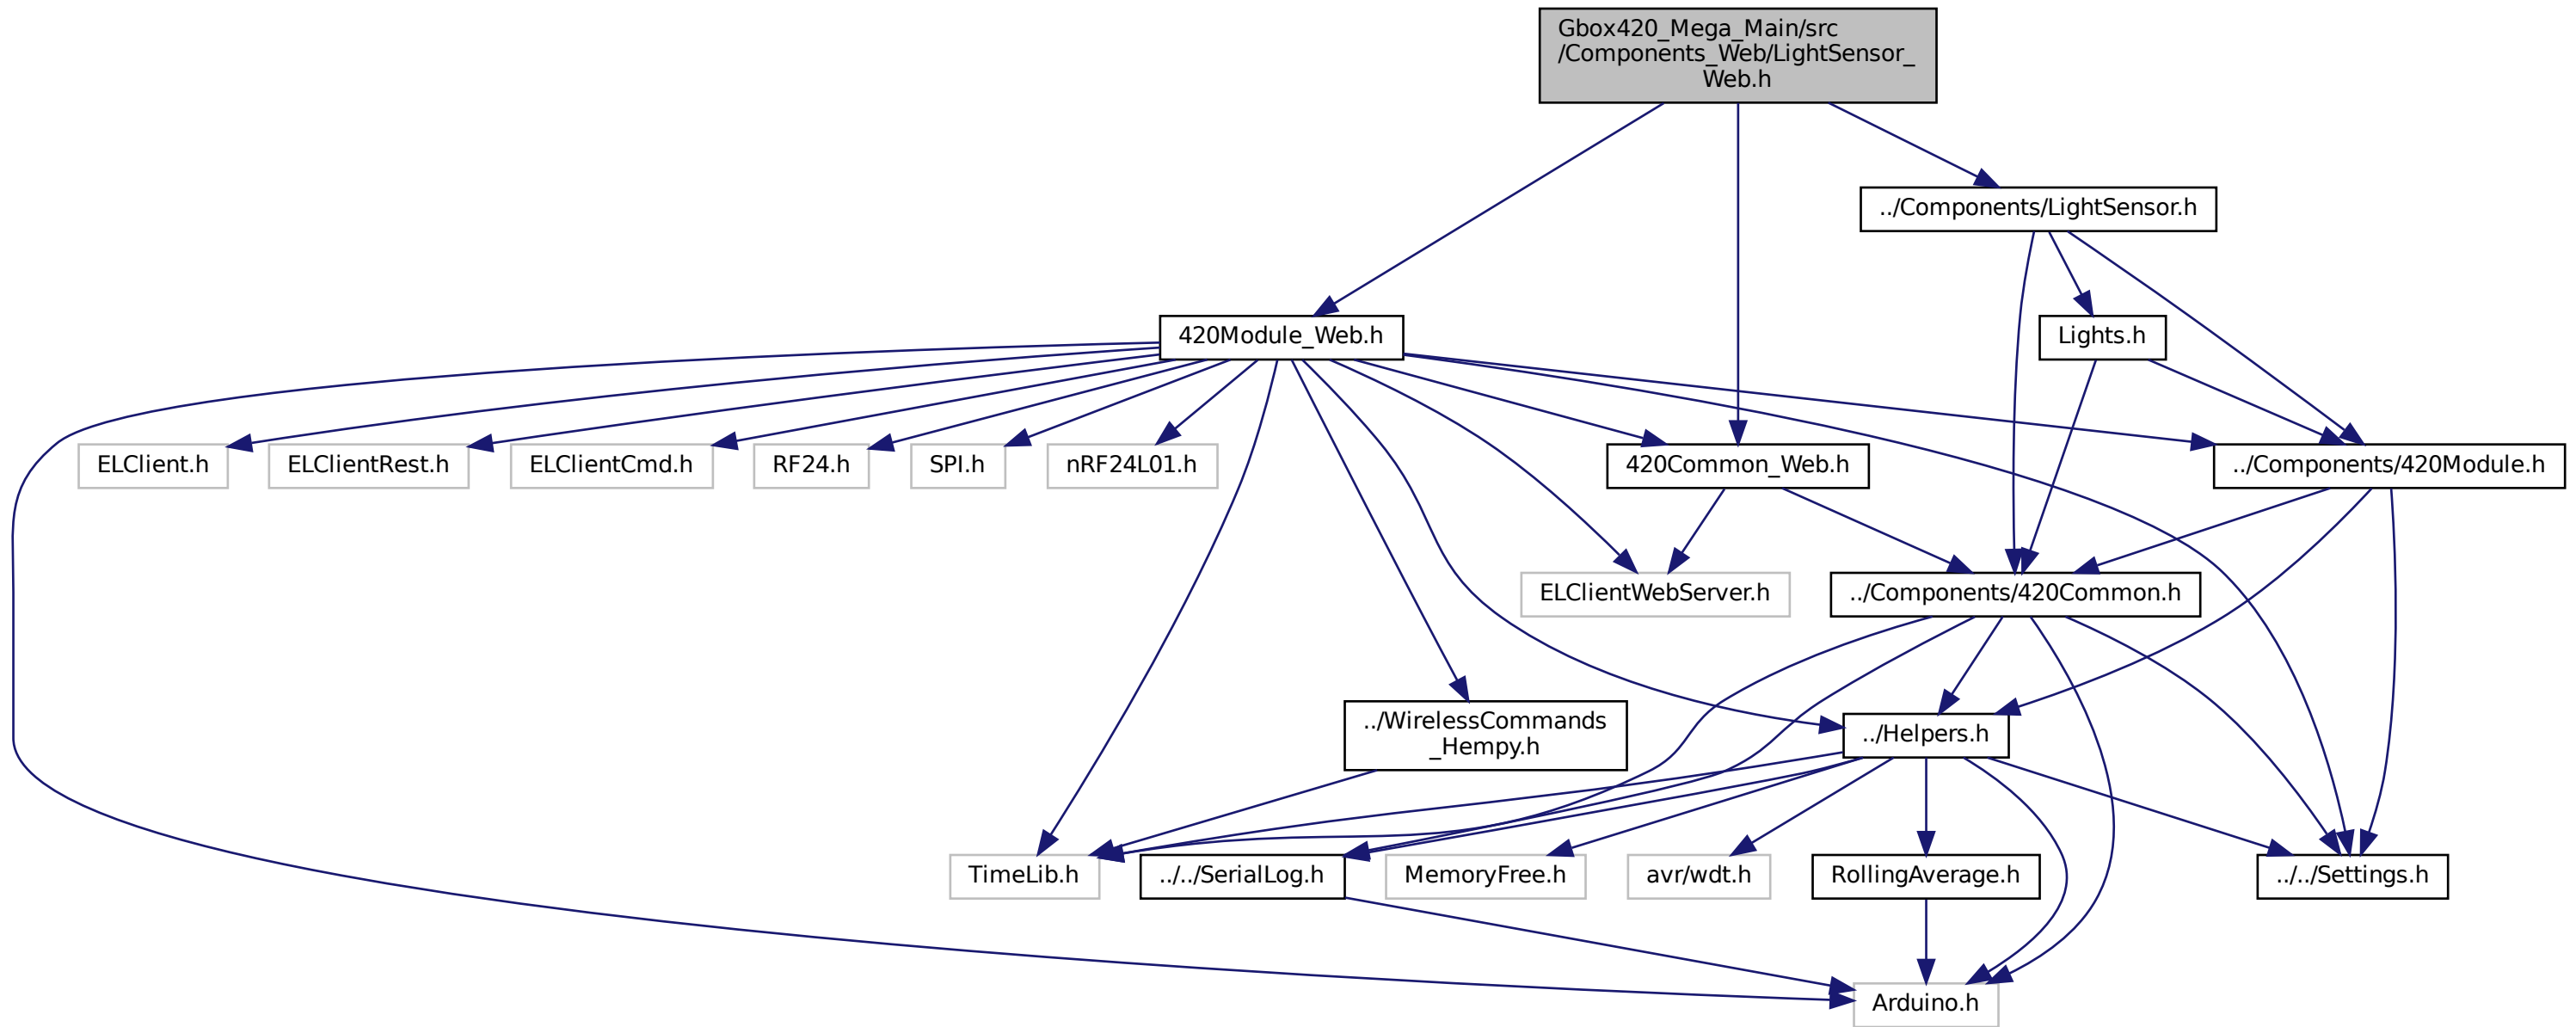 Gbox420_Mega_Main/src
/Components_Web/LightSensor_
Web.h
../Components/LightSensor.h
420Module_Web.h
Lights.h
ELClient.h
ELClientRest.h
ELClientCmd.h
RF24.h
SPI.h
nRF24L01.h
420Common_Web.h
../Components/420Module.h
ELClientWebServer.h
../Components/420Common.h
../WirelessCommands
_Hempy.h
../Helpers.h
TimeLib.h
../../SerialLog.h
MemoryFree.h
avr/wdt.h
RollingAverage.h
../../Settings.h
Arduino.h